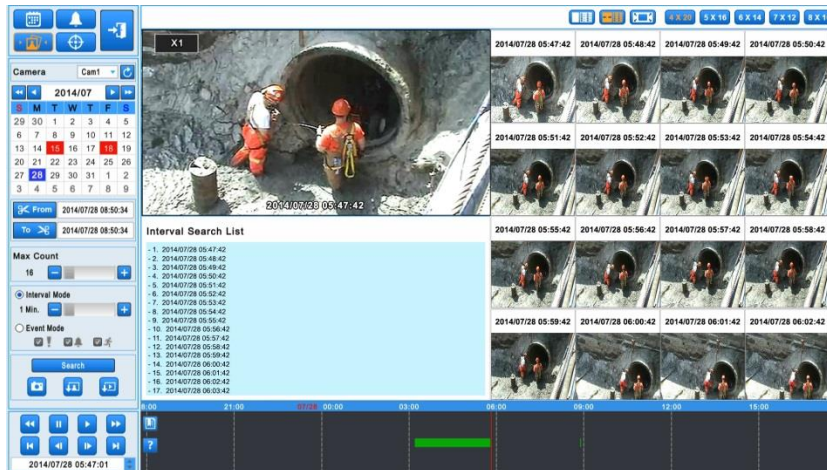 4 X 20 5 X 16 6 X 14 7 X 12
X1
2014/07/28 05:47:42 2014/07/28 05:48:42 2014/07/28 05:49:42 2014/07/28 05:50:42
Camera Cam1
2014/07
S M T W T F S
29 30 1 2 3 4 5
6 7 8 9 10 11 12
13 14 15 16 17 18 19
20 21 22 23 24 25 26
27 28 29 30 31 1 2
3 4 5 6 7 8 9
2014/07/28 05:51:42 2014/07/28 05:52:42 2014/07/28 05:53:42 2014/07/28 05:54:42
From 2014/07/28 08:50:34
To 2014/07/28 08:50:34
2014/07/28 05:47:42
Max Count
16
Interval Mode
1 Min.
Event Mode
Search
2014/07/28 05:47:01
Interval Search List
- 1. 2014/07/28 05:47:42
- 2. 2014/07/28 05:48:42
- 3. 2014/07/28 05:49:42
- 4. 2014/07/28 05:50:42
- 5. 2014/07/28 05:51:42
- 6. 2014/07/28 05:52:42
- 7. 2014/07/28 05:53:42
- 8. 2014/07/28 05:54:42
- 9. 2014/07/28 05:55:42
- 10. 2014/07/28 05:56:42
- 11. 2014/07/28 05:57:42
- 12. 2014/07/28 05:58:42
- 13. 2014/07/28 05:59:42
- 14. 2014/07/28 06:00:42
- 15. 2014/07/28 06:01:42
- 16. 2014/07/28 06:02:42
- 17. 2014/07/28 06:03:42
2014/07/28 05:55:42 2014/07/28 05:56:42 2014/07/28 05:57:42 2014/07/28 05:58:42
2014/07/28 05:59:42 2014/07/28 06:00:42 2014/07/28 06:01:42 2014/07/28 06:02:42
21:00 07/28 00:00 03:00 06:00 09:00 12:00 15:00
?